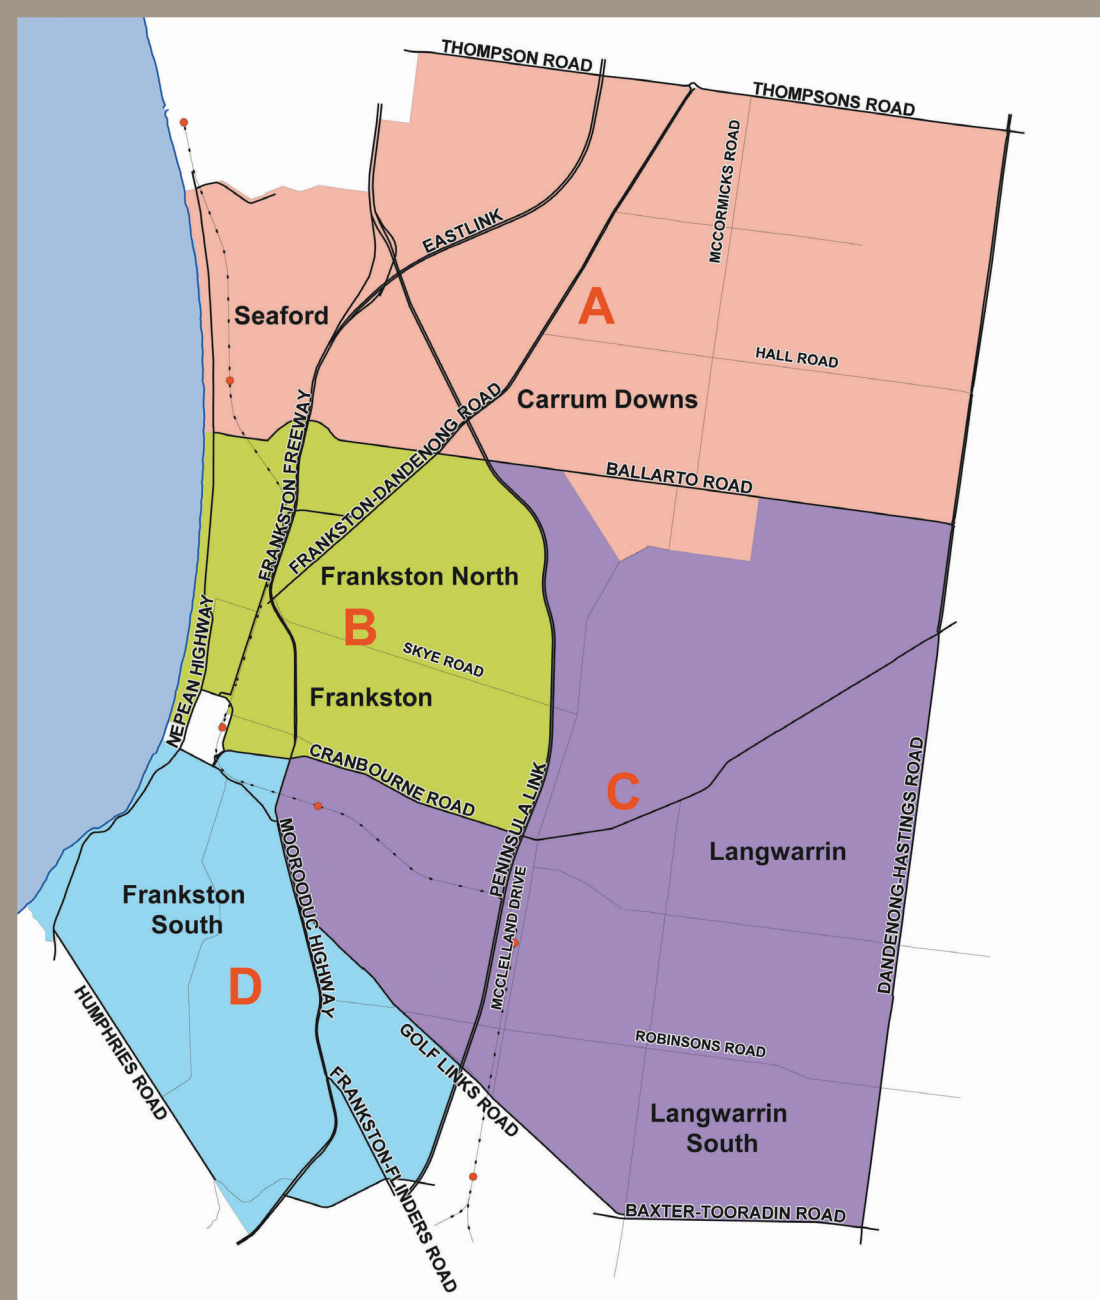 THOMPSON ROAD
THOMPSONS ROAD
MCCORMICKS ROAD
EASTLINK
A
Seaford
HALL ROAD
Carrum Downs
FRANKSTON FREEWAY
FRANKSTON-DANDENONG ROAD
BALLARTO ROAD
Frankston North
B
SKYE ROAD
NEPEAN HIGHWAY
Frankston
CRANBOURNE ROAD
PENINSULA LINK
C
DANDENONG-HASTINGS ROAD
Langwarrin
MOOROODUC HIGHWAY
MCCLELLAND DRIVE
Frankston
South
D
HUMPHRIES ROAD
GOLF LINKS ROAD
ROBINSONS ROAD
FRANKSTON-FLINDERS ROAD
Langwarrin
South
BAXTER-TOORADIN ROAD